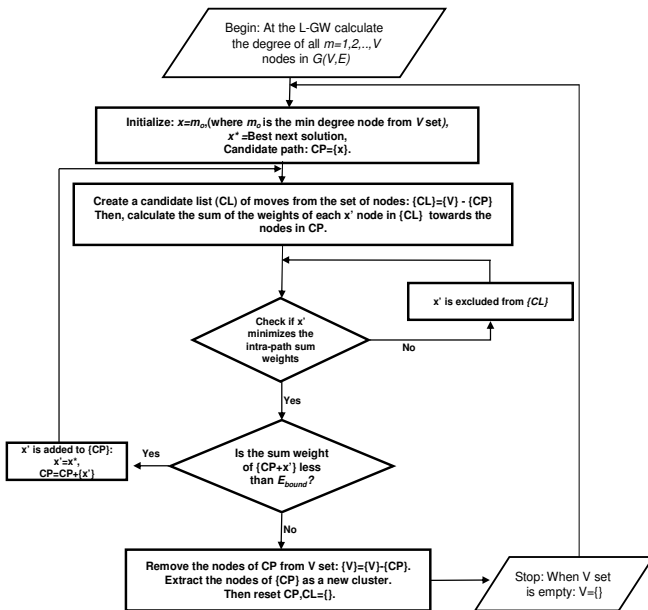 Begin: At the L-GW calculate
the degree of all m=1,2,..,V
nodes in G(V,E)
Initialize: x=mₒ,(where mₒ is the min degree node from V set),
x* =Best next solution,
Candidate path: CP={x}.
Create a candidate list (CL) of moves from the set of nodes: {CL}={V} - {CP}
Then, calculate the sum of the weights of each x' node in {CL} towards the
nodes in CP.
x' is excluded from {CL}
Check if x'
minimizes the
intra-path sum
weights
No
Yes
x' is added to {CP}:
x'=x*,
CP=CP+{x'}
Yes
Is the sum weight
of {CP+x'} less
than Ebound?
No
Remove the nodes of CP from V set: {V}={V}-{CP}.
Extract the nodes of {CP} as a new cluster.
Then reset CP,CL={}.
Stop: When V set
is empty: V={}